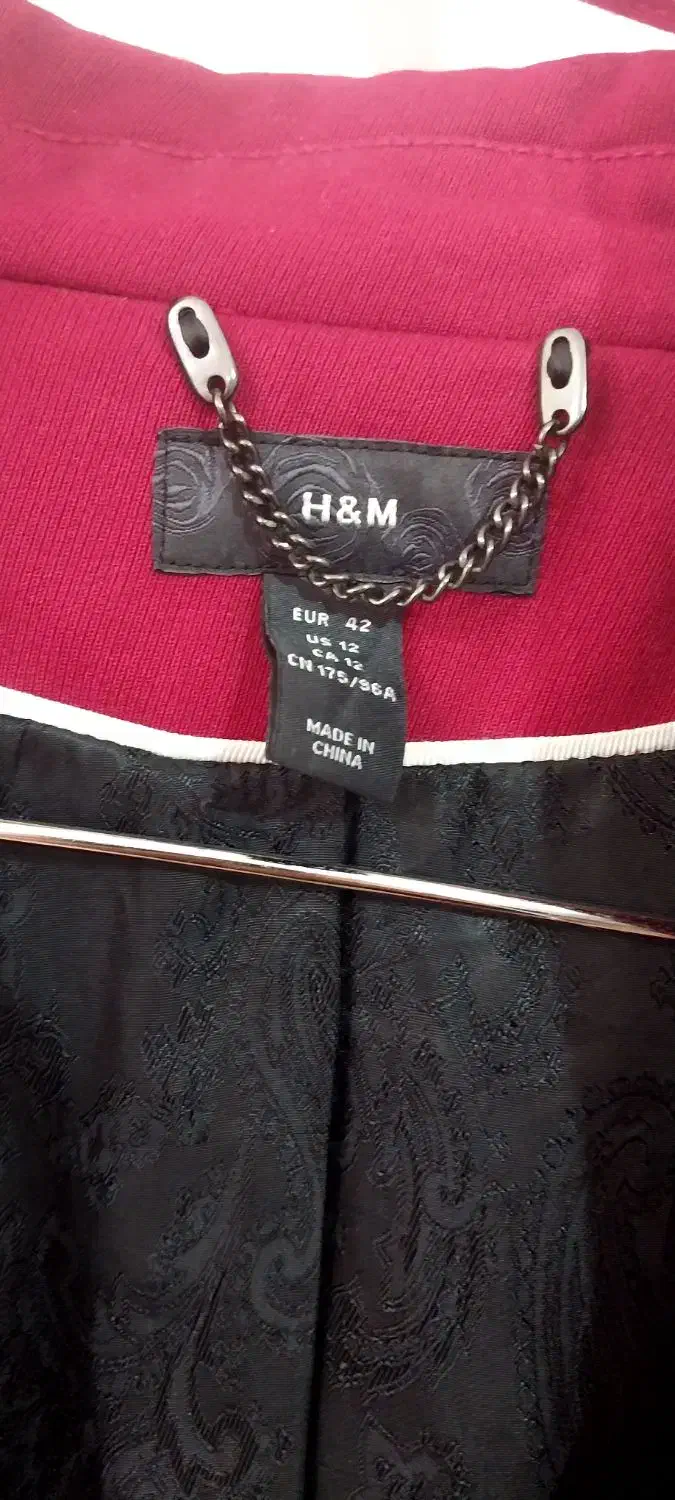 H&M
EUR 42
US 12
CA 12
CN 175/96A
MADE IN
CHINA